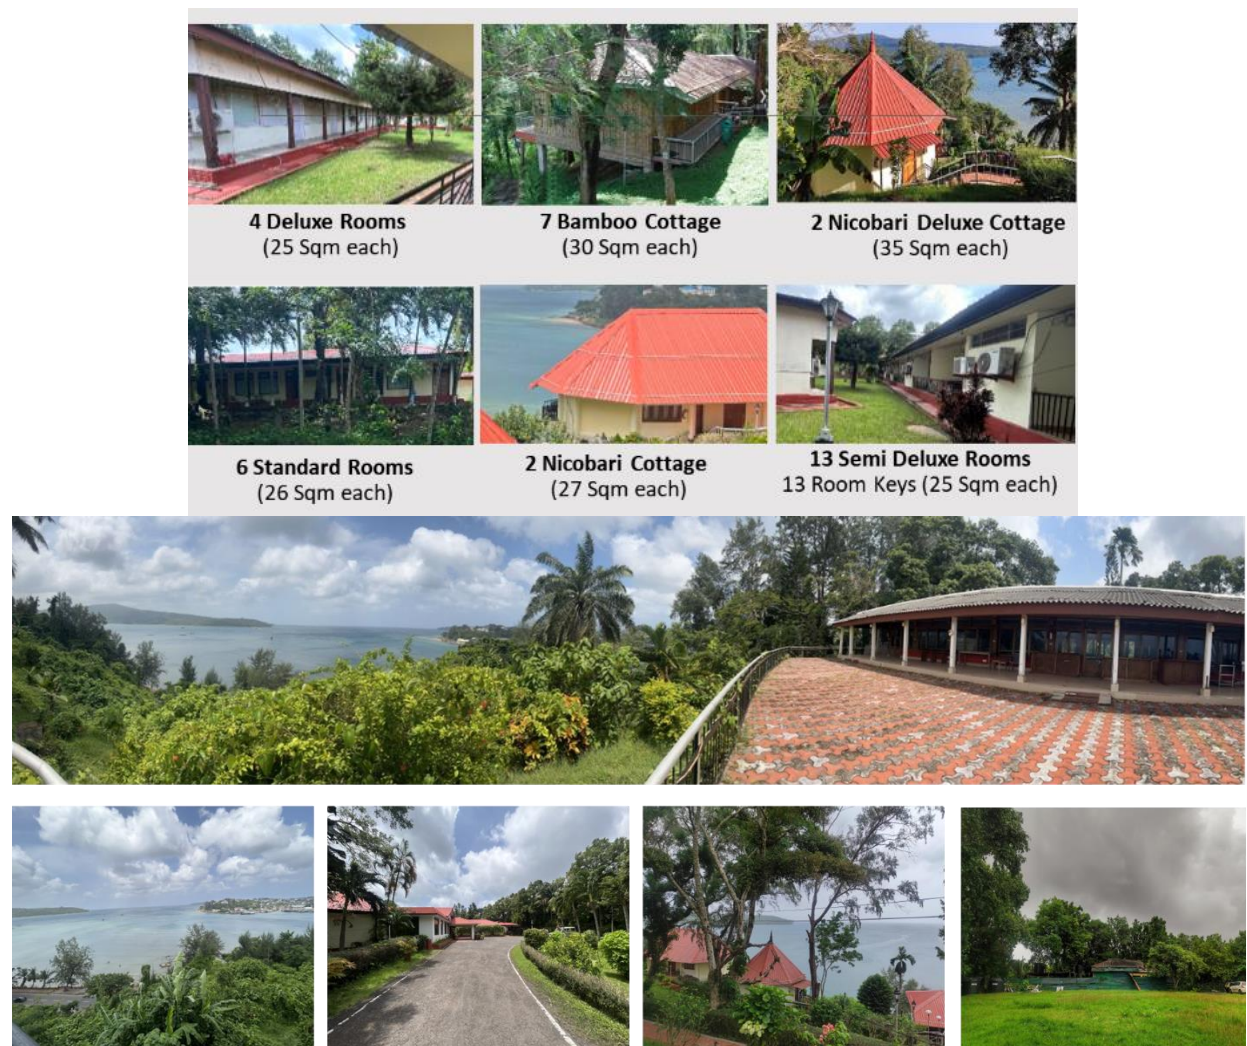 4 Deluxe Rooms
(25 Sqm each)
7 Bamboo Cottage
(30 Sqm each)
2 Nicobari Deluxe Cottage
(35 Sqm each)
6 Standard Rooms
(26 Sqm each)
2 Nicobari Cottage
(27 Sqm each)
13 Semi Deluxe Rooms
13 Room Keys (25 Sqm each)